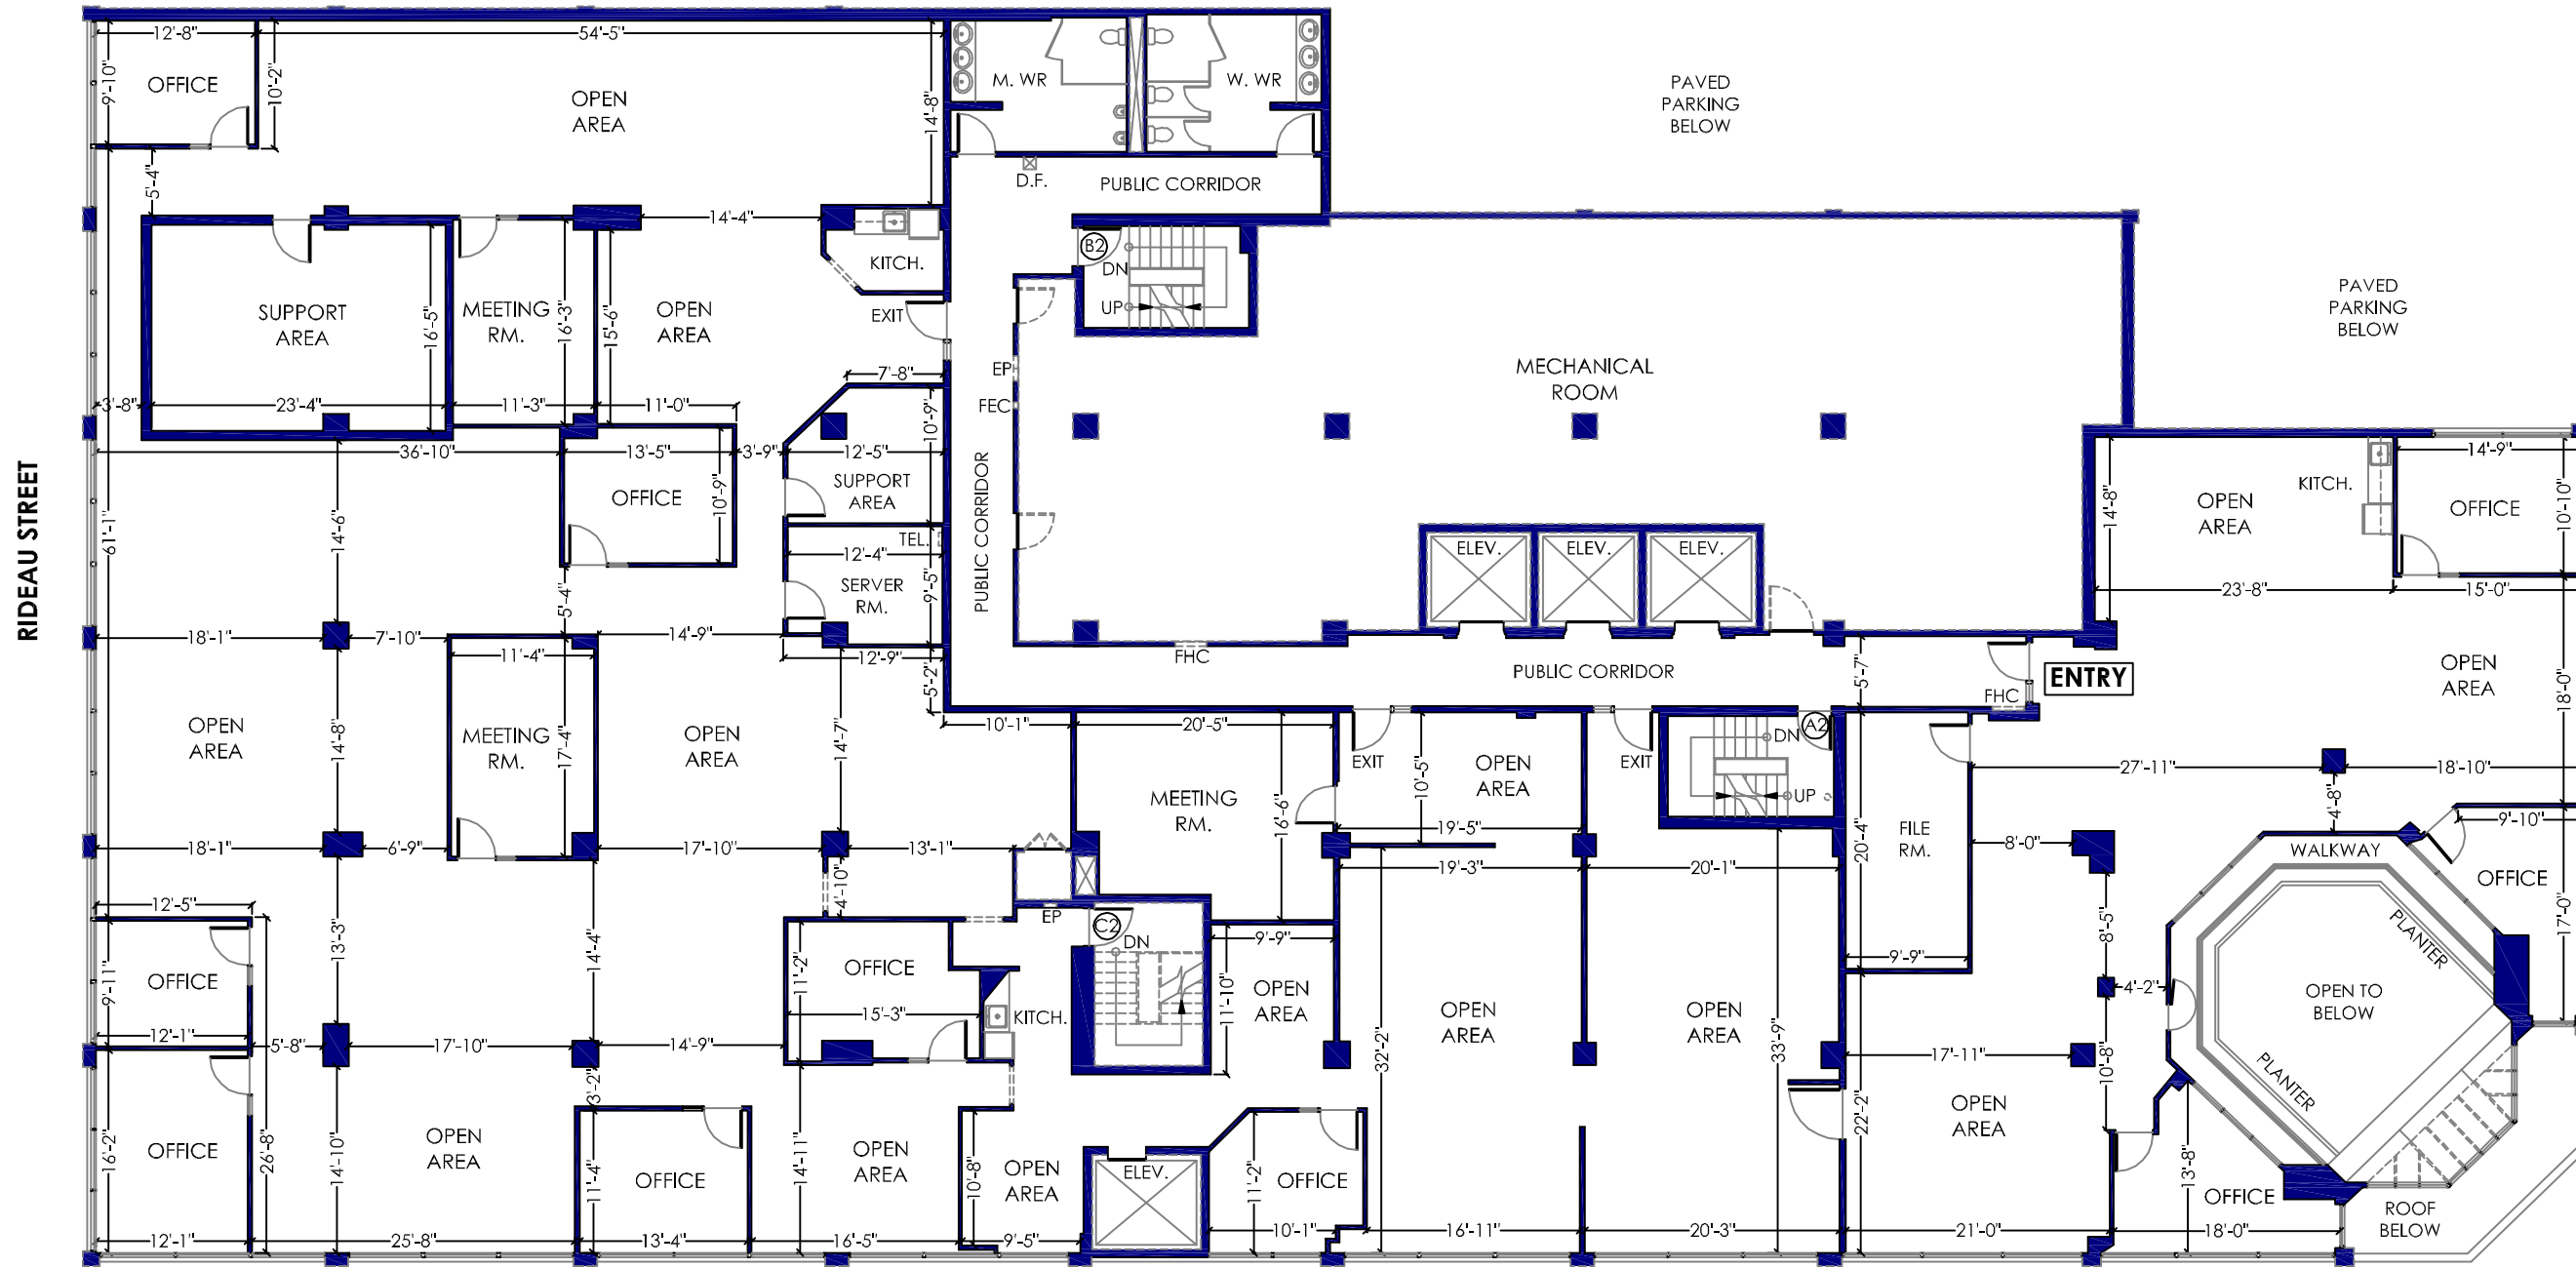 RIDEAU STREET
12'-8"
54'-5"
9'-10"
OFFICE
10'-2"
OPEN
AREA
14'-8"
M. WR
W. WR
PAVED
PARKING
BELOW
5'-4"
D.F.
PUBLIC CORRIDOR
14'-4"
KITCH.
B2
DN
UP
SUPPORT
AREA
16'-5"
MEETING
RM.
16'-3"
15'-6"
OPEN
AREA
EXIT
EP
FEC
MECHANICAL
ROOM
PAVED
PARKING
BELOW
3'-8"
23'-4"
11'-3"
11'-0"
7'-8"
10'-9"
36'-10"
13'-5"
3'-9"
12'-5"
OFFICE
10'-9"
SUPPORT
AREA
PUBLIC CORRIDOR
61'-1"
14'-6"
TEL.
12'-4"
SERVER
RM.
9'-5"
5'-4"
ELEV.
ELEV.
ELEV.
14'-8"
OPEN
AREA
KITCH.
14'-9"
OFFICE
10'-10"
23'-8"
15'-0"
18'-1"
7'-10"
11'-4"
14'-9"
12'-9"
5'-2"
FHC
PUBLIC CORRIDOR
5'-7"
FHC
ENTRY
OPEN
AREA
18'-0"
OPEN
AREA
14'-8"
MEETING
RM.
17'-4"
OPEN
AREA
14'-7"
10'-1"
20'-5"
MEETING
RM.
16'-6"
EXIT
10'-5"
OPEN
AREA
EXIT
A2
DN
UP
19'-5"
20'-4"
FILE
RM.
27'-11"
18'-10"
4'-8"
18'-1"
6'-9"
17'-10"
13'-1"
4'-10"
19'-3"
20'-1"
8'-0"
WALKWAY
9'-10"
OFFICE
12'-5"
13'-3"
14'-4"
EP
C2
DN
9'-9"
9'-9"
8'-5"
PLANTER
17'-0"
9'-11"
OFFICE
12'-1"
11'-2"
OFFICE
15'-3"
KITCH.
11'-10"
OPEN
AREA
OPEN
AREA
OPEN
AREA
4'-2"
OPEN TO
BELOW
5'-8"
17'-10"
14'-9"
32'-2"
33'-9"
17'-11"
10'-8"
PLANTER
3'-2"
16'-2"
OFFICE
26'-8"
14'-10"
OPEN
AREA
11'-4"
OFFICE
14'-11"
OPEN
AREA
10'-8"
OPEN
AREA
ELEV.
11'-2"
OFFICE
22'-2"
OPEN
AREA
13'-8"
OFFICE
ROOF
BELOW
12'-1"
25'-8"
13'-4"
16'-5"
9'-5"
10'-1"
16'-11"
20'-3"
21'-0"
18'-0"